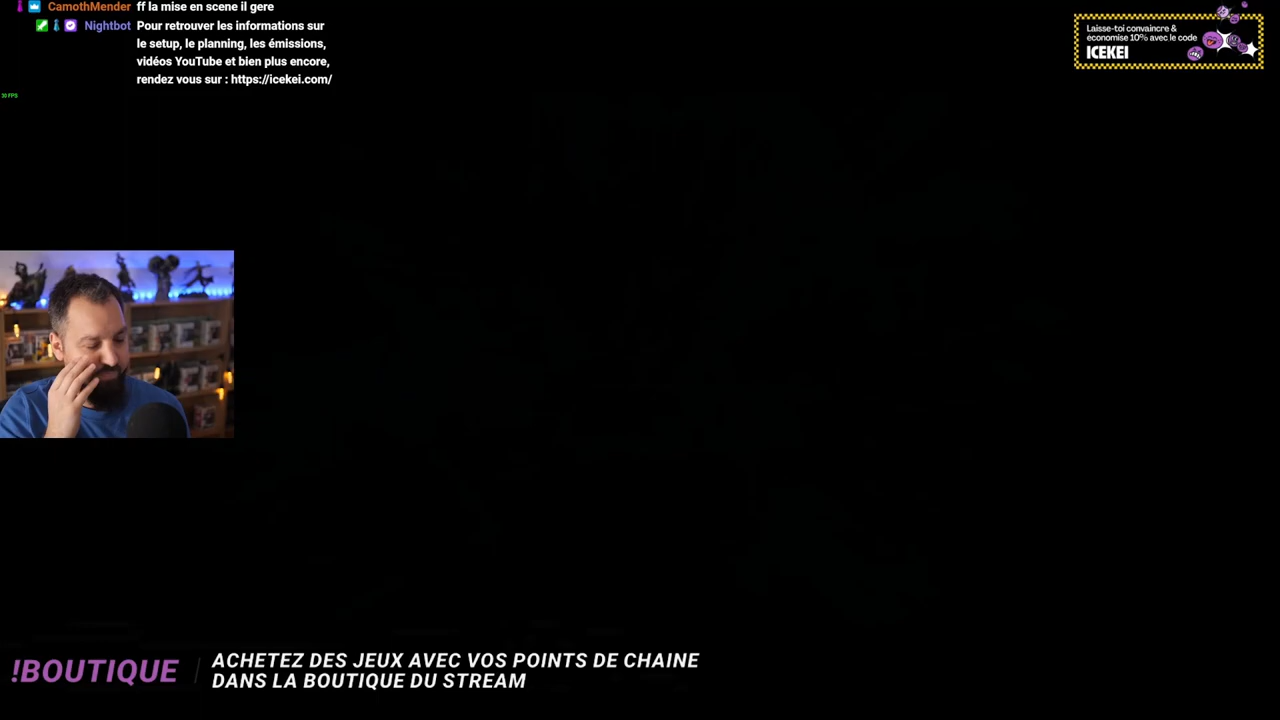 CamothMender ff la mise en scene il gere
Nightbot Pour retrouver les informations sur
le setup, le planning, les émissions,
vidéos YouTube et bien plus encore,
rendez vous sur : https://icekei.com/
Laisse-toi convaincre &
économise 10% avec le code
ICEKEI
30 FPS
!BOUTIQUE
ACHETEZ DES JEUX AVEC VOS POINTS DE CHAINE
DANS LA BOUTIQUE DU STREAM